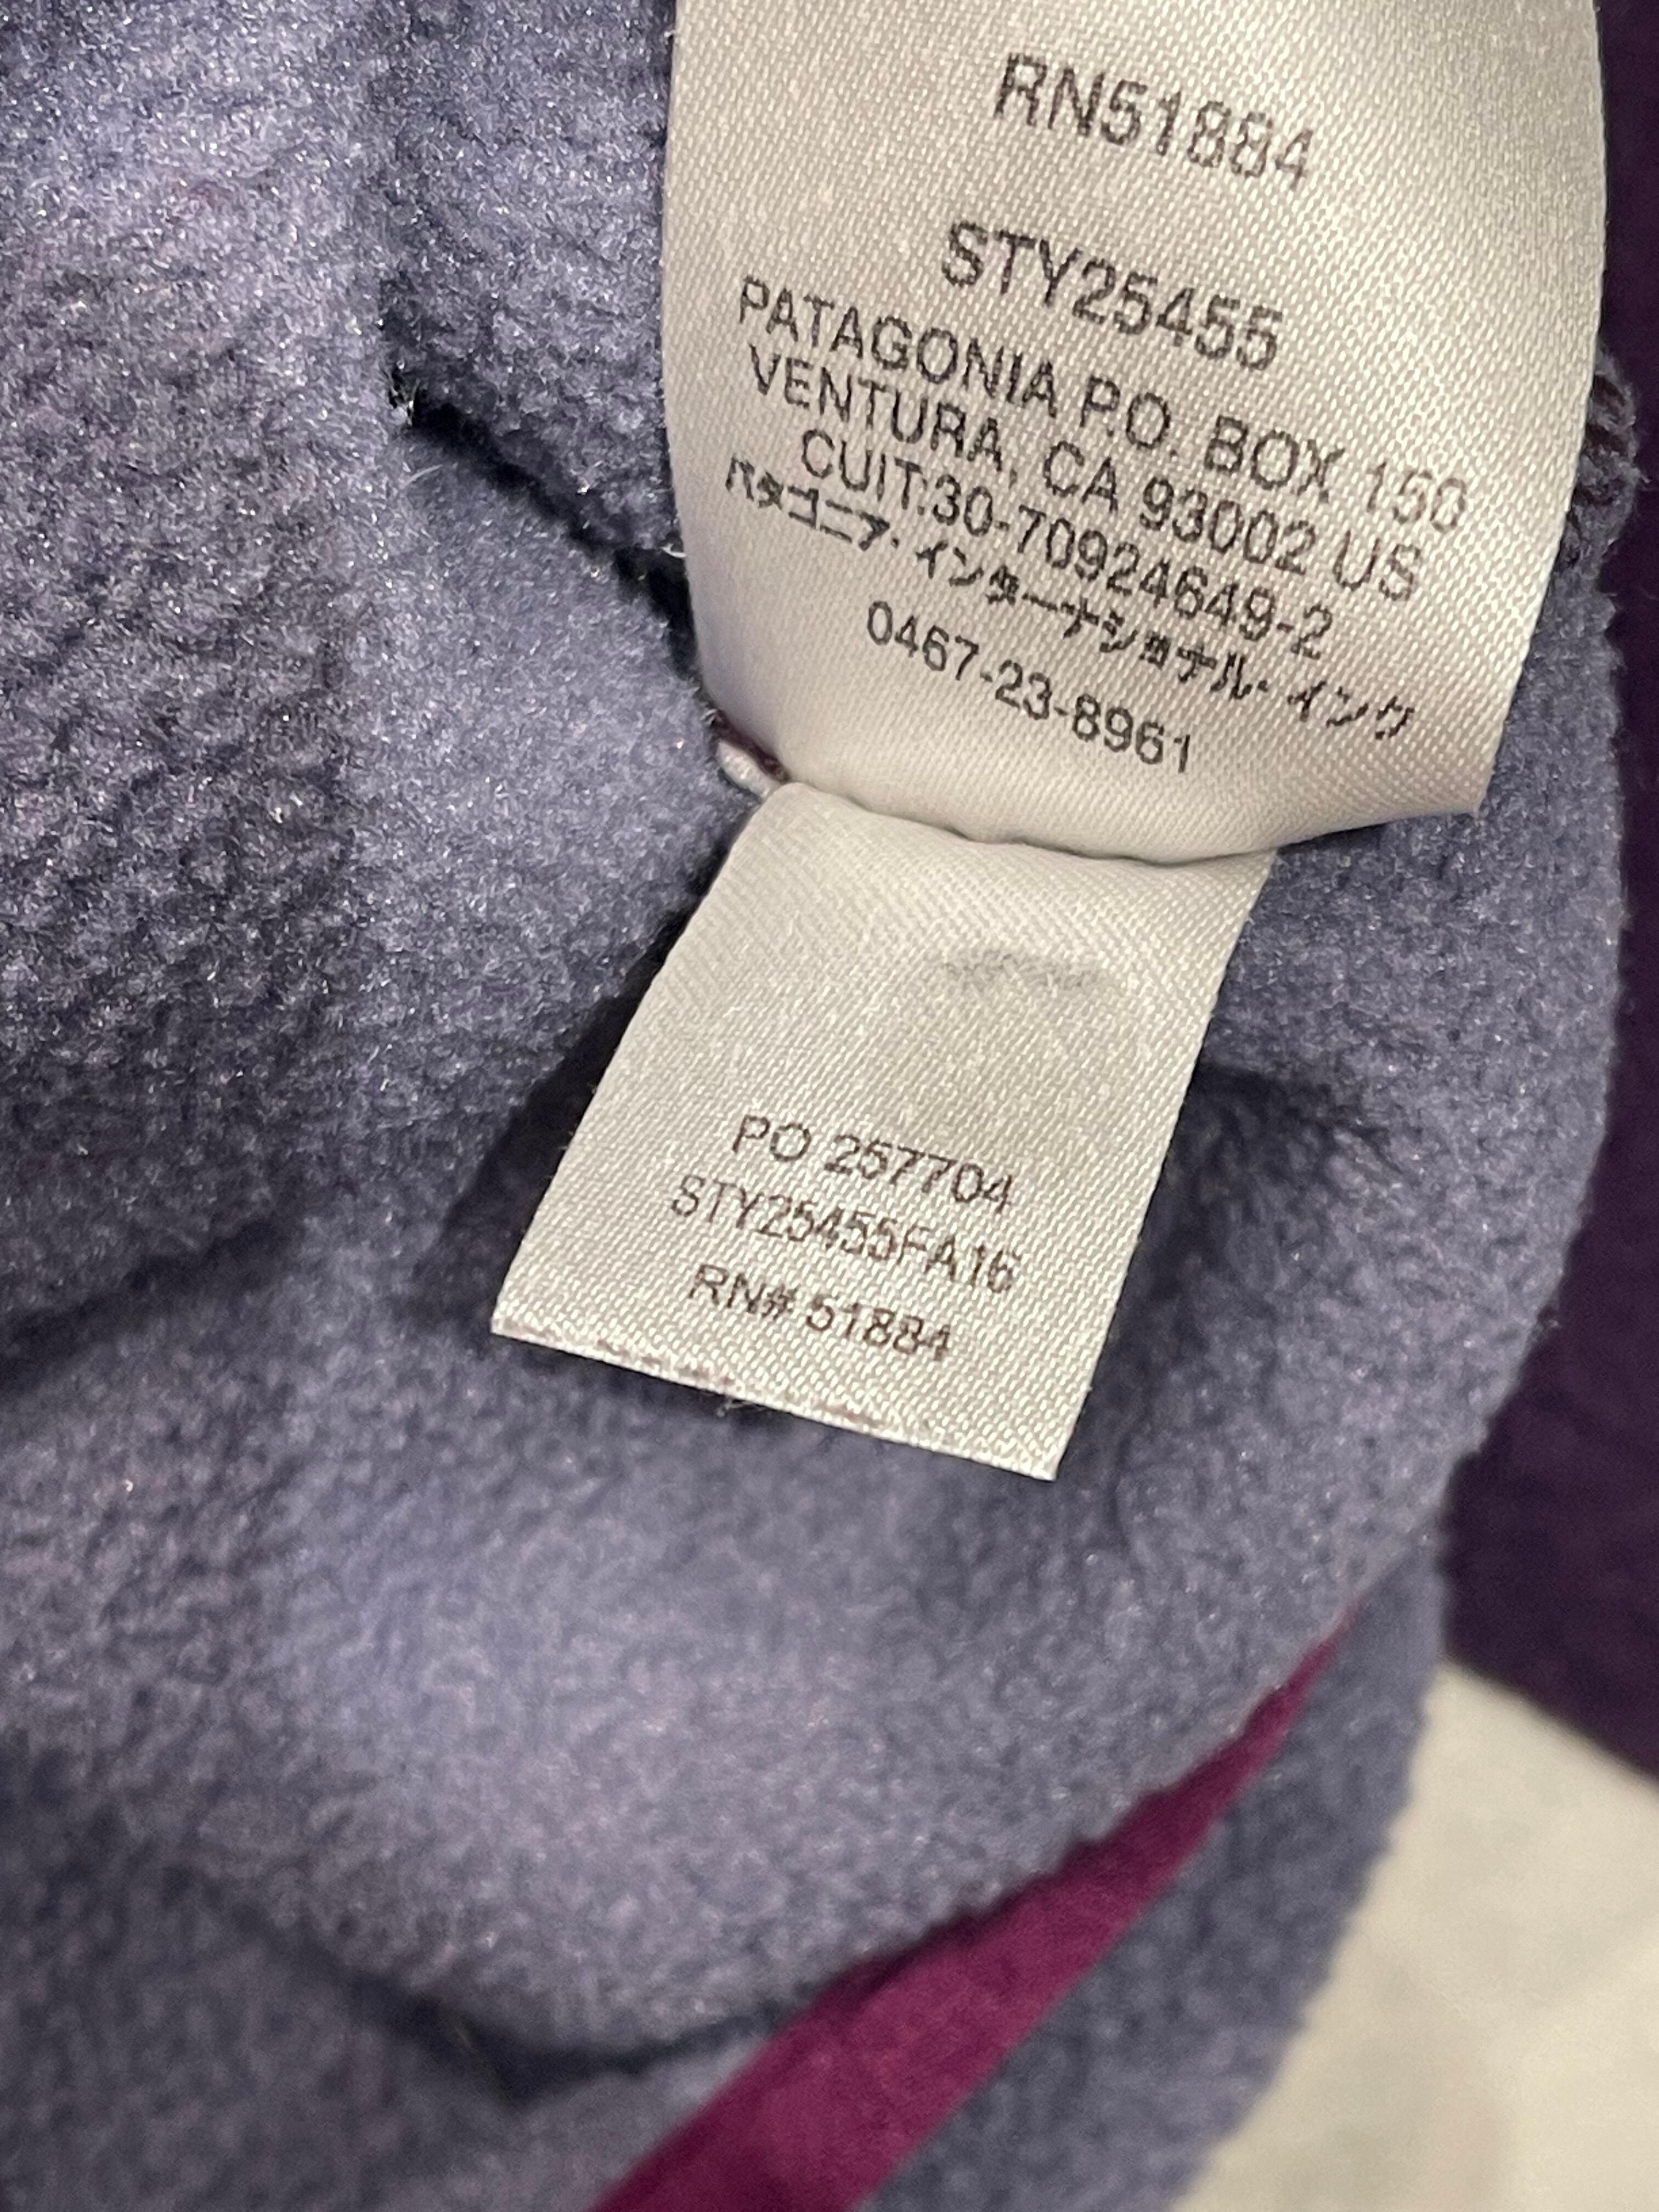 RN51884
STY25455
PATAGONIA P.O. BOX 150
VENTURA, CA 93002 US
CUIT:30-70924649-2
パタゴニア・インターナショナル・インク
0467-23-8961
PO 257704
STY25455FA16
RN# 51884